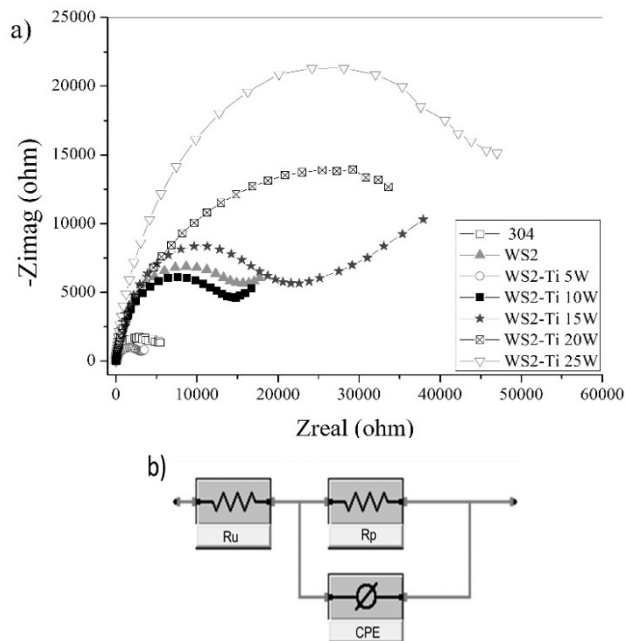 a)
25000
20000
15000
10000
5000
0
-Zimag (ohm)
304
WS2
WS2-Ti 5W
WS2-Ti 10W
WS2-Ti 15W
WS2-Ti 20W
WS2-Ti 25W
0 10000 20000 30000 40000 50000 60000
Zreal (ohm)
b)
Ru Rp
CPE